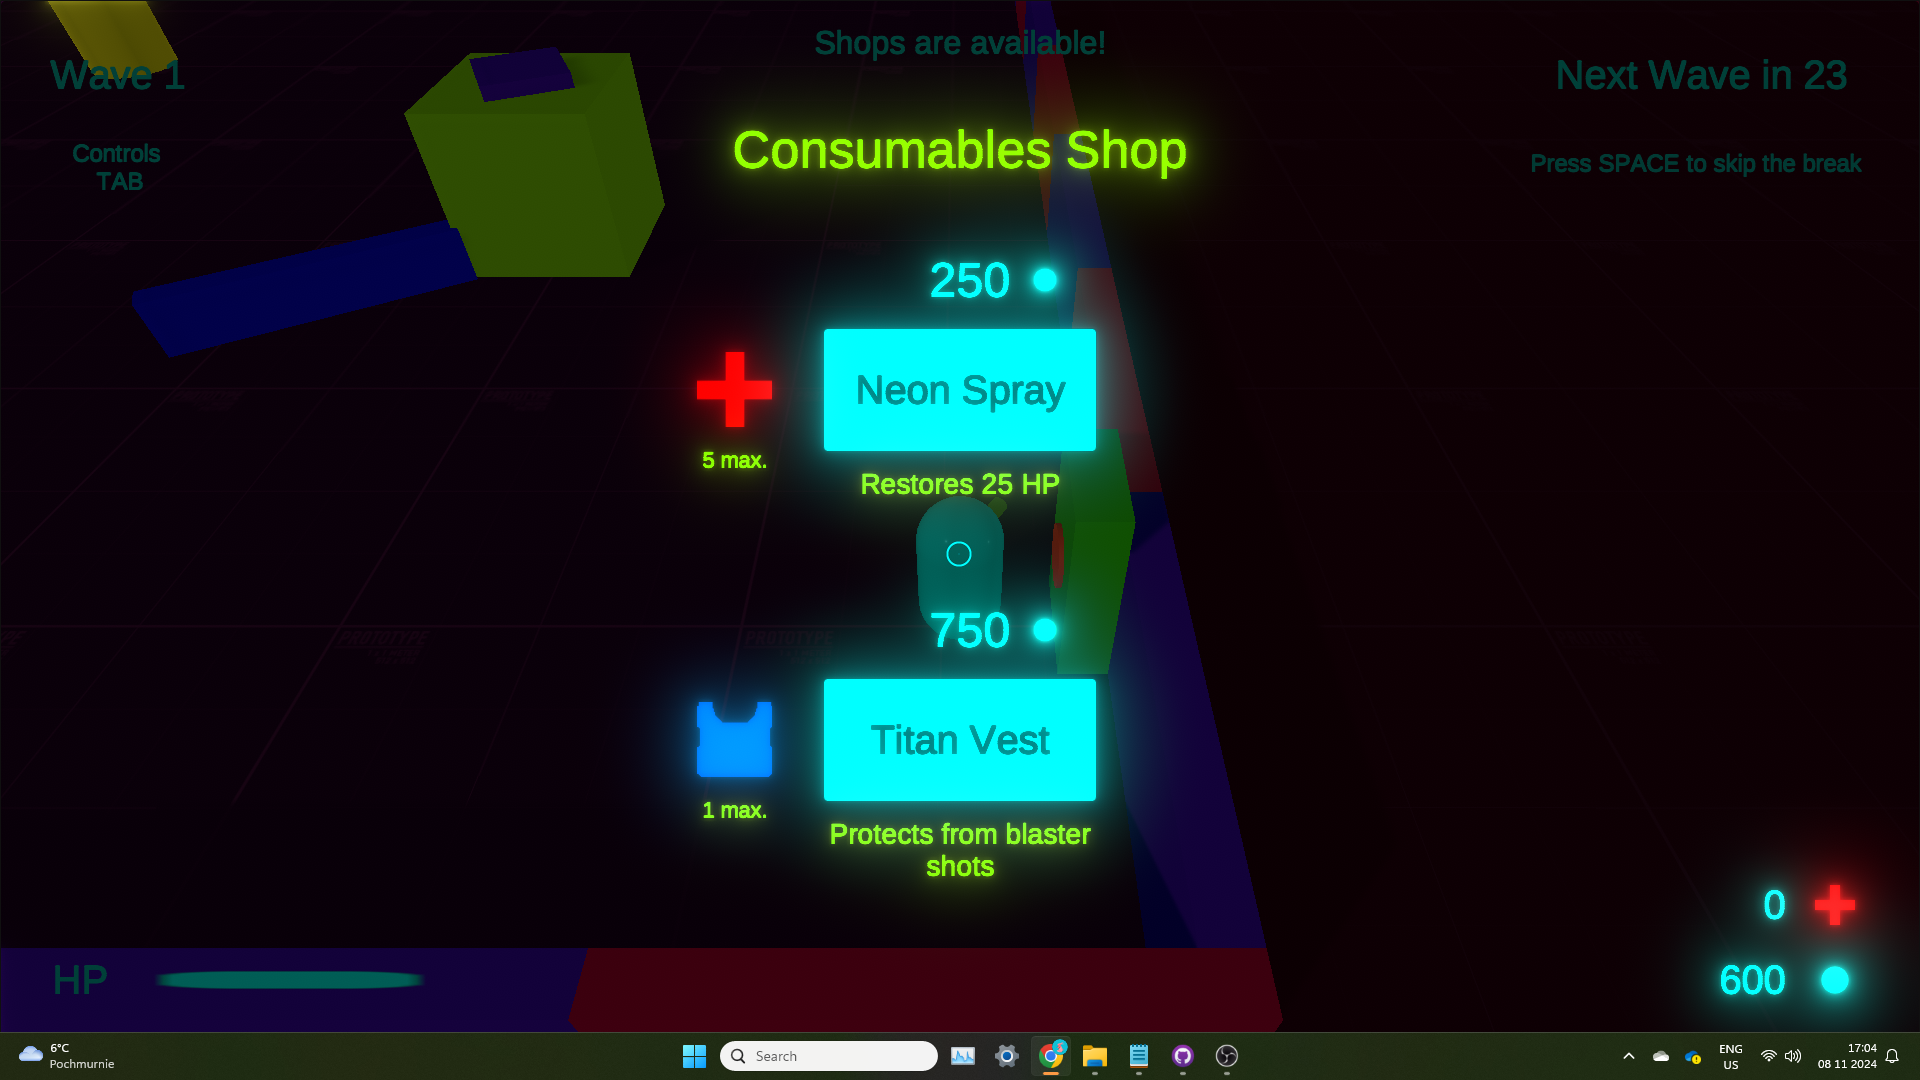 Shops are available!
Wave 1
Next Wave in 23
Controls
TAB
Press SPACE to skip the break
Consumables Shop
250
Neon Spray
5 max.
Restores 25 HP
PROTOTYPE
PROTOTYPE
750
Titan Vest
1 max.
Protects from blaster
shots
0
HP
600
6°C
Pochmurnie
Search
ENG
US
17:04
08 11 2024